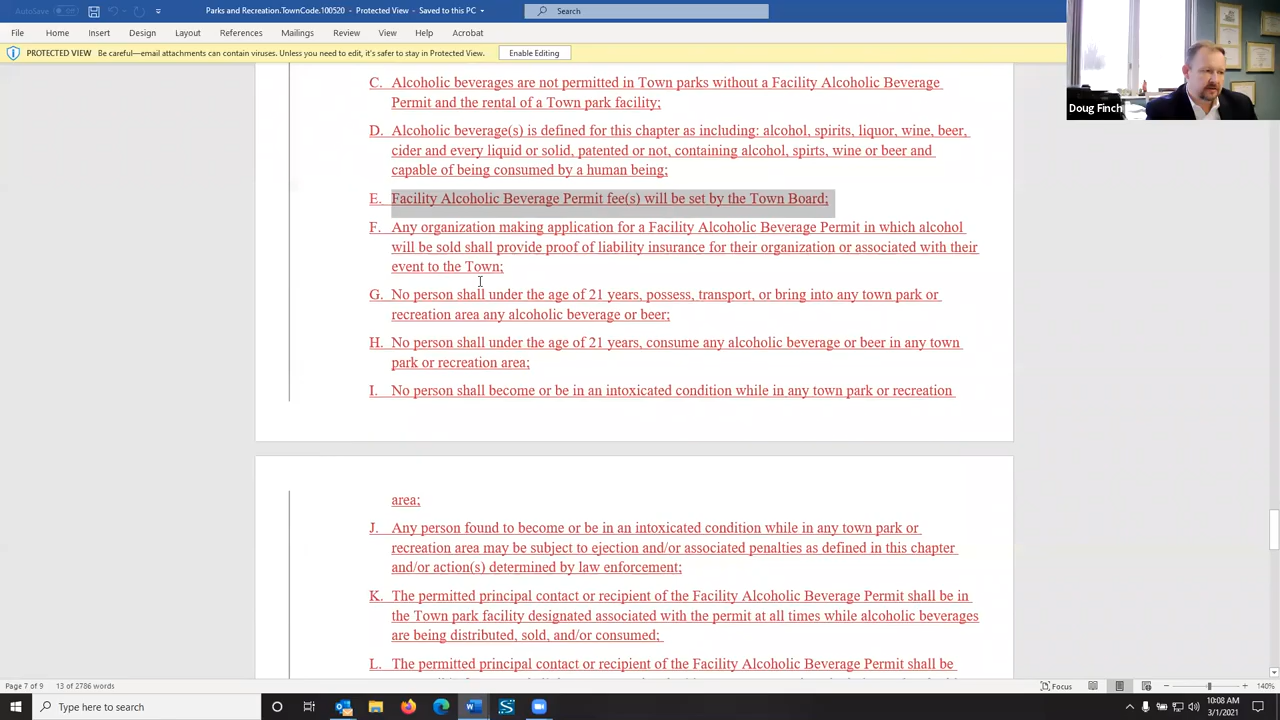 AutoSave
Parks and Recreation.TownCode.100520 - Protected View - Saved to this PC
Search
File Home Insert Design Layout References Mailings Review View Help Acrobat
PROTECTED VIEW Be careful—email attachments can contain viruses. Unless you need to edit, it's safer to stay in Protected View. Enable Editing
Doug Finch
C. Alcoholic beverages are not permitted in Town parks without a Facility Alcoholic Beverage
Permit and the rental of a Town park facility;
D. Alcoholic beverage(s) is defined for this chapter as including: alcohol, spirits, liquor, wine, beer,
cider and every liquid or solid, patented or not, containing alcohol, spirts, wine or beer and
capable of being consumed by a human being;
E. Facility Alcoholic Beverage Permit fee(s) will be set by the Town Board;
F. Any organization making application for a Facility Alcoholic Beverage Permit in which alcohol
will be sold shall provide proof of liability insurance for their organization or associated with their
event to the Town;
G. No person shall under the age of 21 years, possess, transport, or bring into any town park or
recreation area any alcoholic beverage or beer;
H. No person shall under the age of 21 years, consume any alcoholic beverage or beer in any town
park or recreation area;
I. No person shall become or be in an intoxicated condition while in any town park or recreation
area;
J. Any person found to become or be in an intoxicated condition while in any town park or
recreation area may be subject to ejection and/or associated penalties as defined in this chapter
and/or action(s) determined by law enforcement;
K. The permitted principal contact or recipient of the Facility Alcoholic Beverage Permit shall be in
the Town park facility designated associated with the permit at all times while alcoholic beverages
are being distributed, sold, and/or consumed;
L. The permitted principal contact or recipient of the Facility Alcoholic Beverage Permit shall be
Page 7 of 9 13 of 2786 words
Focus
140%
Type here to search
10:08 AM
3/1/2021